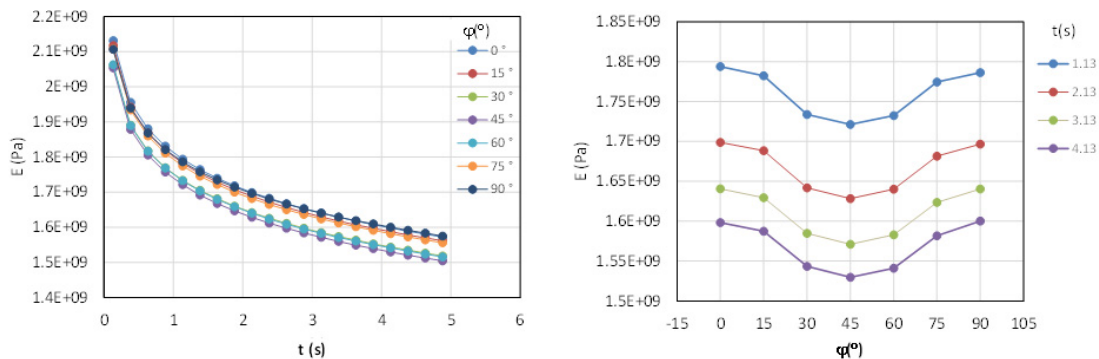 2.2E+09
2.1E+09
2E+09
1.9E+09
1.8E+09
1.7E+09
1.6E+09
1.5E+09
1.4E+09
E (Pa)
0 1 2 3 4 5 6
t (s)
φ(º)
0 °
15 °
30 °
45 °
60 °
75 °
90 °
1.85E+09
1.8E+09
1.75E+09
1.7E+09
1.65E+09
1.6E+09
1.55E+09
1.5E+09
E (Pa)
-15 0 15 30 45 60 75 90 105
φ(º)
t(s)
1.13
2.13
3.13
4.13